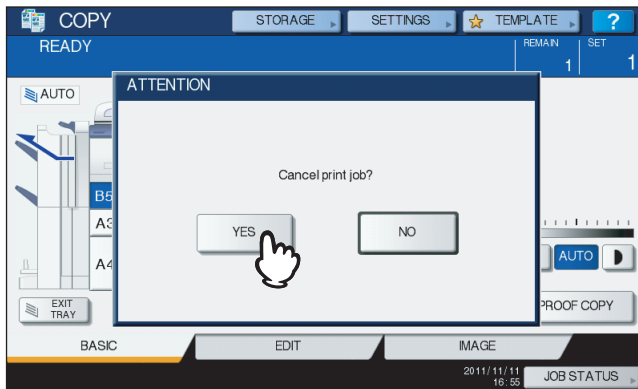 COPY
STORAGE
SETTINGS
TEMPLATE
?
READY
REMAIN
SET
1
1
ATTENTION
AUTO
Cancel print job?
B5
A3
YES
NO
A4
AUTO
EXIT
TRAY
PROOF COPY
BASIC
EDIT
IMAGE
2011/11/11
16:55
JOB STATUS